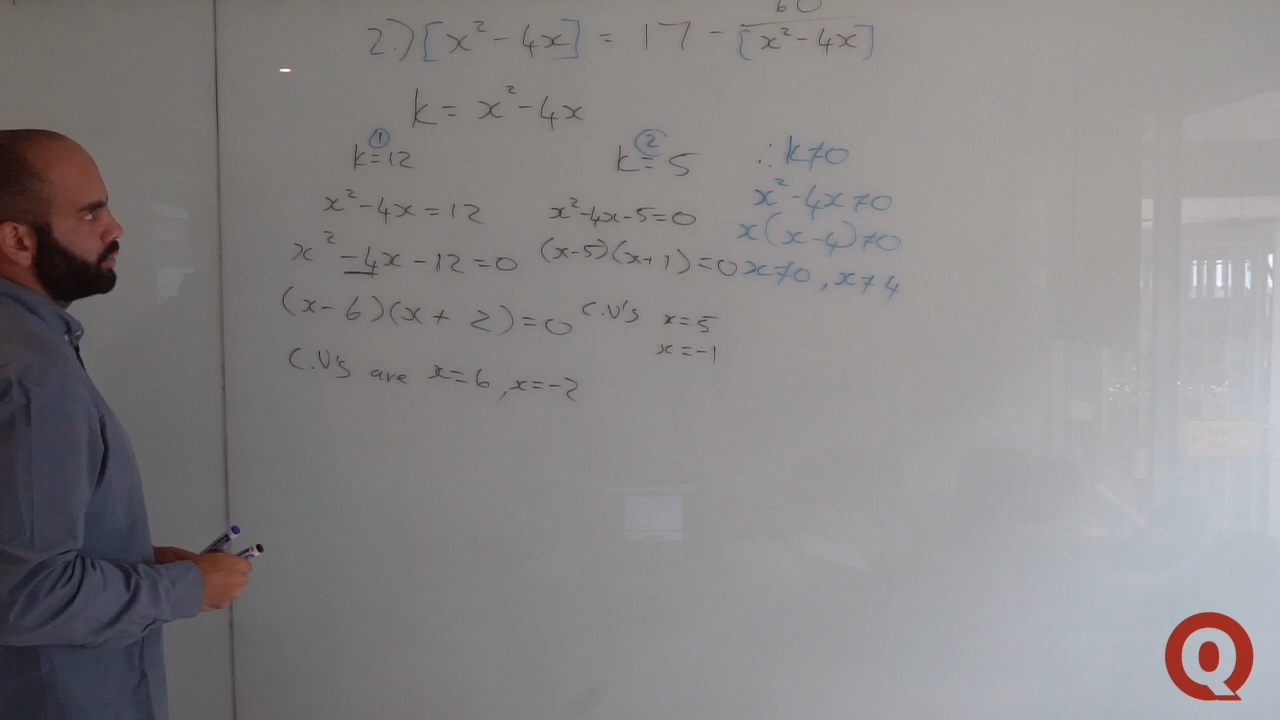 2.) [x² - 4x] = 17 - 60/[x² - 4x]
k = x² - 4x
① k = 12
x² - 4x = 12
x² - 4x - 12 = 0
(x - 6)(x + 2) = 0
C.V's are x = 6, x = -2
② k = 5
x² - 4x - 5 = 0
(x - 5)(x + 1) = 0
C.V's x = 5
x = -1
∴ k ≠ 0
x² - 4x ≠ 0
x(x - 4) ≠ 0
x ≠ 0, x ≠ 4
Q